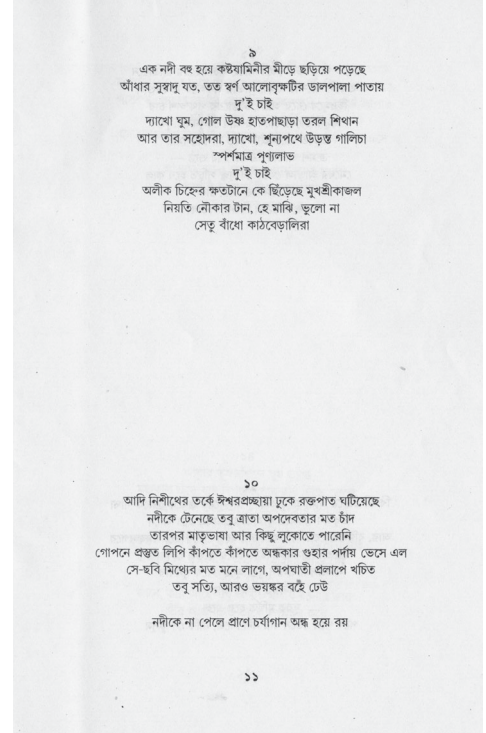 ৯
এক নদী বহু হয়ে কষ্টযামিনীর মীড়ে ছড়িয়ে পড়েছে
আঁধার সুস্বাদু যত, তত স্বর্ণ আলোবৃক্ষটির ডালপালা পাতায়
দু'ই চাই
দ্যাখো ঘুম, গোল উষ্ণ হাতপাছাড়া তরল শিথান
আর তার সহোদরা, দ্যাখো, শূন্যপথে উড়ন্ত গালিচা
স্পর্শমাত্র পুণ্যলাভ
দু'ই চাই
অলীক চিহ্নের ক্ষতটানে কে ছিঁড়েছে মুখশ্রীকাজল
নিয়তি নৌকার টান, হে মাঝি, ভুলো না
সেতু বাঁধো কাঠবেড়ালিরা
১০
আদি নিশীথের তর্কে ঈশ্বরপ্রচ্ছায়া ঢুকে রক্তপাত ঘটিয়েছে
নদীকে টেনেছে তবু ত্রাতা অপদেবতার মত চাঁদ
তারপর মাতৃভাষা আর কিছু লুকোতে পারেনি
গোপনে প্রস্তুত লিপি কাঁপতে কাঁপতে অন্ধকার গুহার পর্দায় ভেসে এল
সে-ছবি মিথ্যের মত মনে লাগে, অপঘাতী প্রলাপে খচিত
তবু সত্যি, আরও ভয়ঙ্কর বহৈ ঢেউ
নদীকে না পেলে প্রাণে চর্যাগান অন্ধ হয়ে রয়
১১